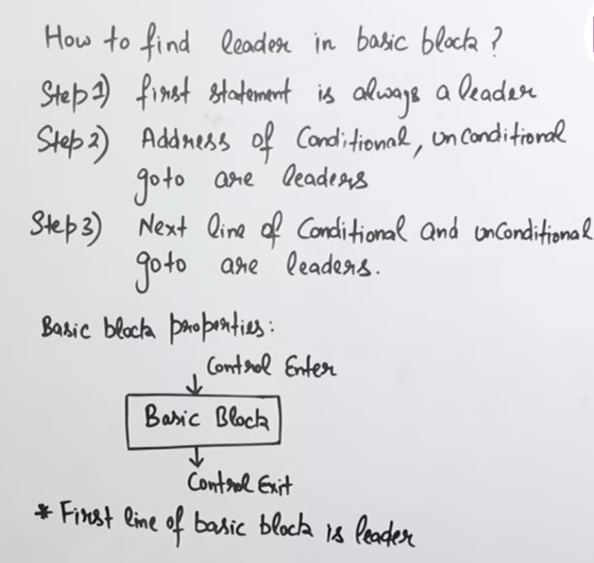 How to find leader in basic block?
Step 1) first statement is always a leader
Step 2) Address of Conditional, unConditional
goto are leaders
Step 3) Next line of Conditional and unConditional
goto are leaders.
Basic block properties:
Control Enter
Basic Block
Control Exit
* First line of basic block is leader